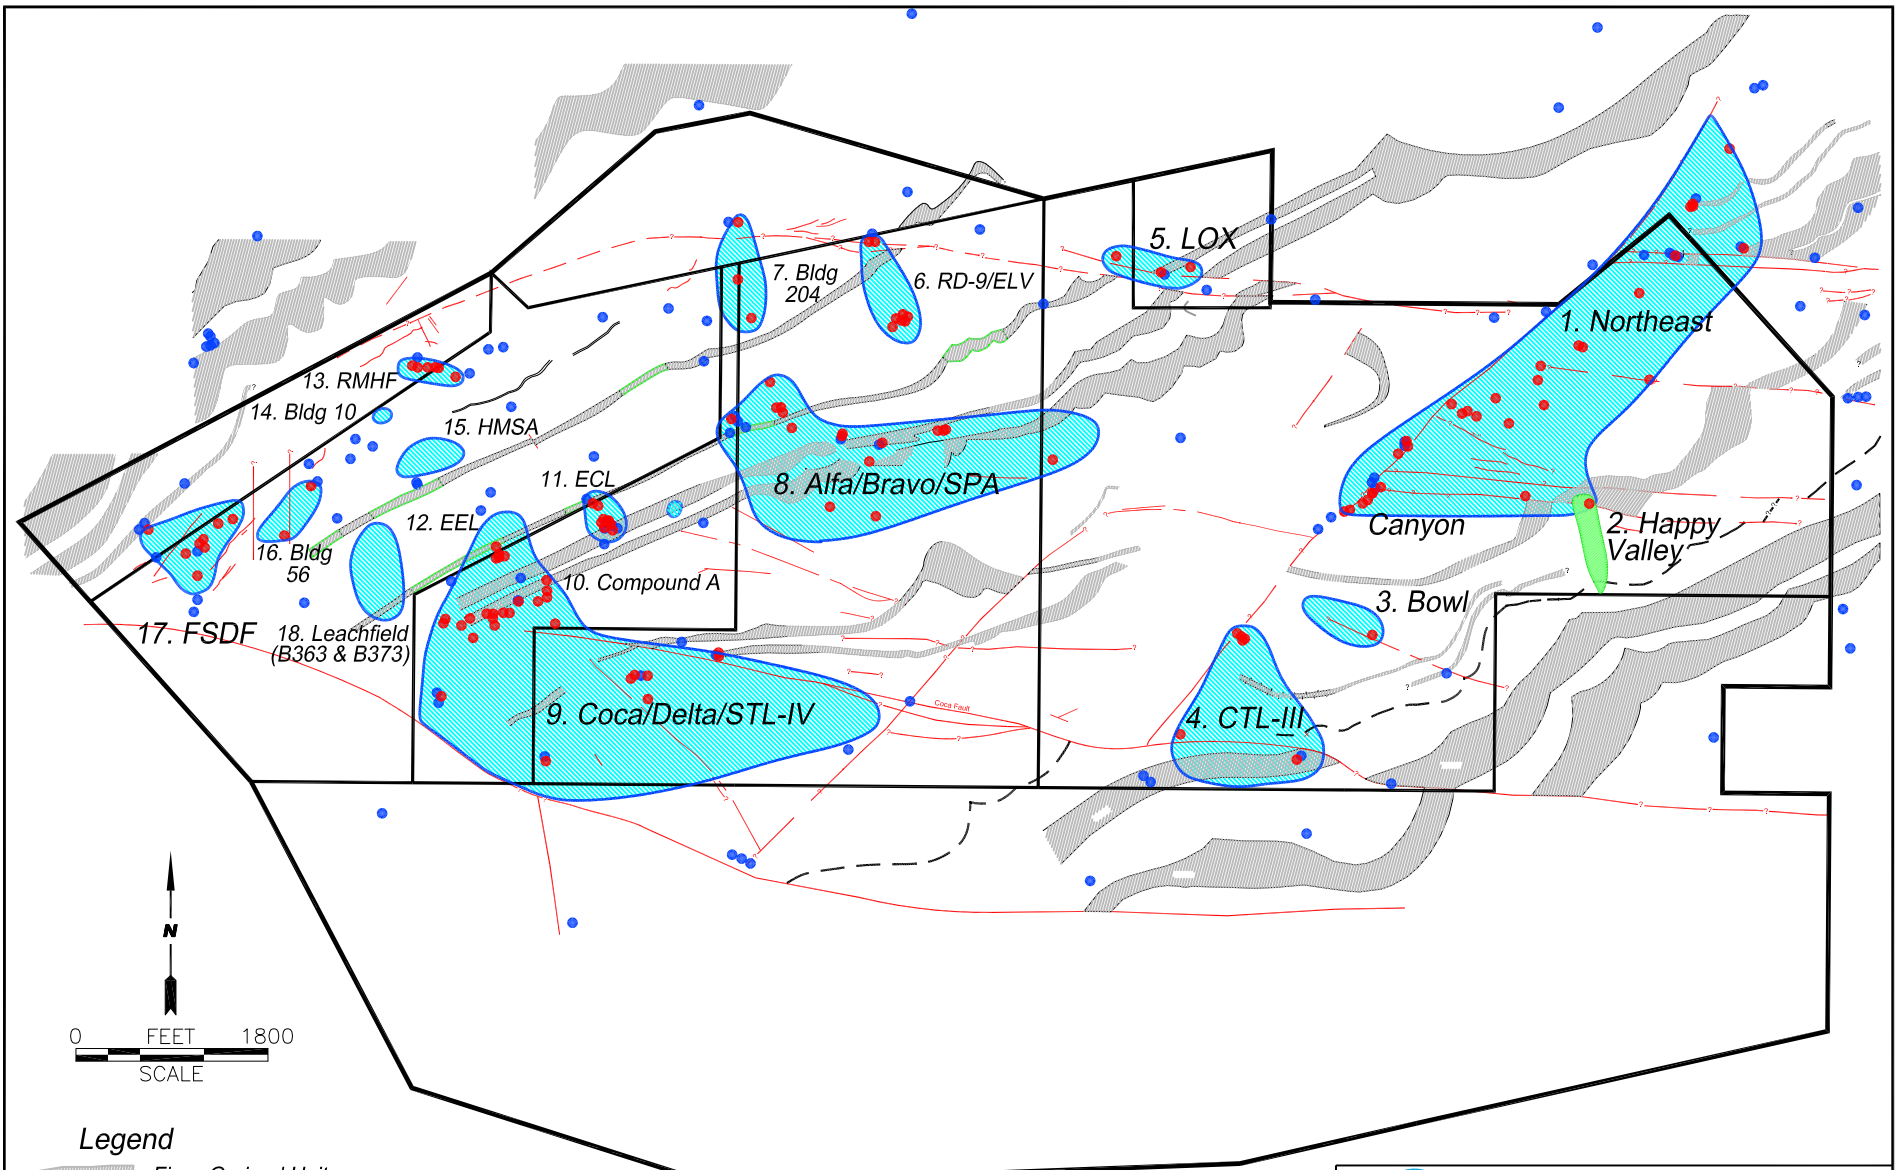 5. LOX
7. Bldg
204
6. RD-9/ELV
1. Northeast
13. RMHF
14. Bldg 10
15. HMSA
11. ECL
8. Alfa/Bravo/SPA
12. EEL
Canyon
2. Happy
Valley
16. Bldg
56
10. Compound A
3. Bowl
17. FSDF
18. Leachfield
(B363 & B373)
9. Coca/Delta/STL-IV
Coca Fault
4. CTL-III
N
0 FEET 1800
SCALE
Legend